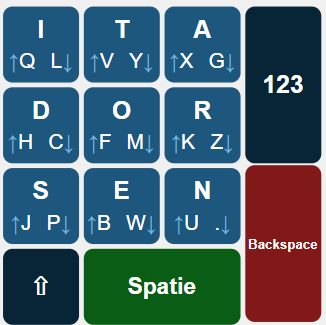 I T A
↑Q L↓ ↑V Y↓ ↑X G↓
123
D O R
↑H C↓ ↑F M↓ ↑K Z↓
S E N
↑J P↓ ↑B W↓ ↑U .↓
Backspace
⇧ Spatie